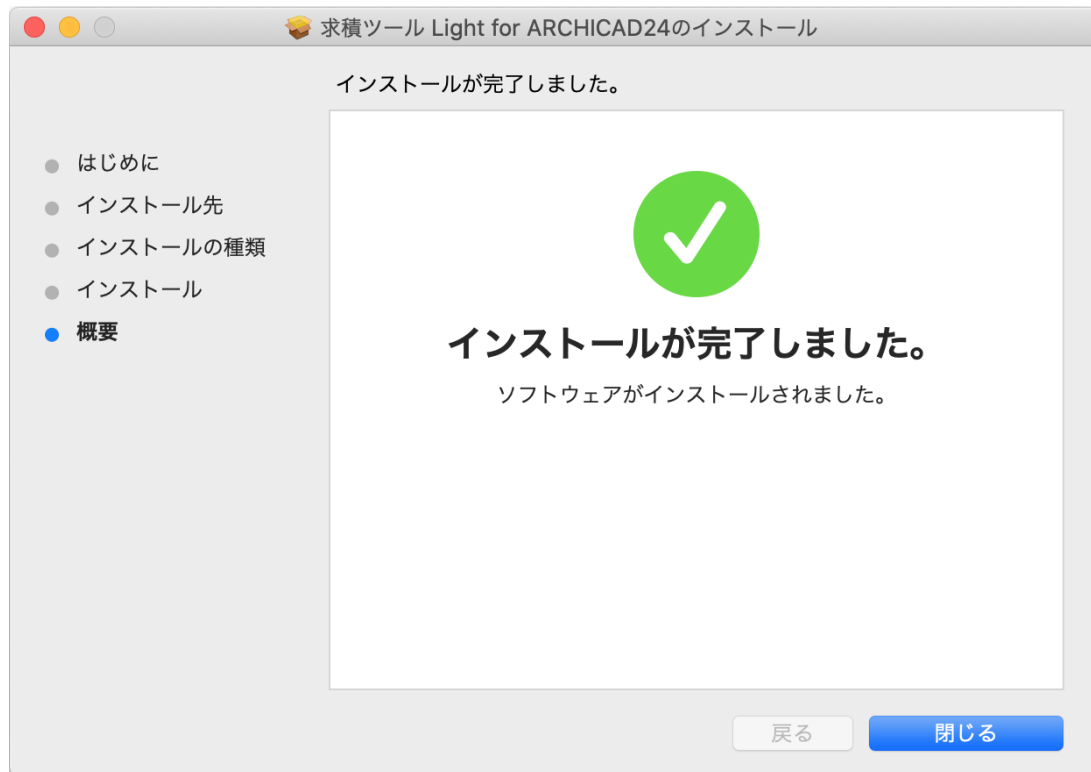 求積ツール Light for ARCHICAD24のインストール
インストールが完了しました。
はじめに
インストール先
インストールの種類
インストール
概要
インストールが完了しました。
ソフトウェアがインストールされました。
戻る
閉じる